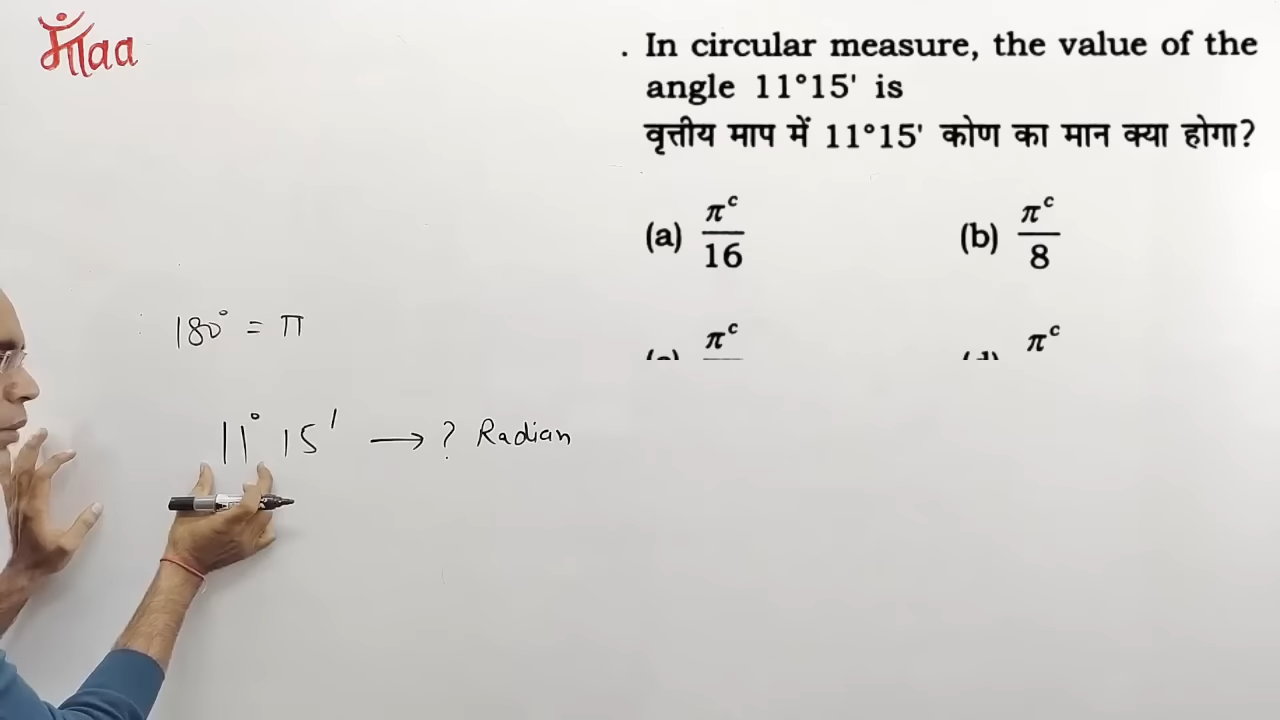 माँaa
. In circular measure, the value of the
angle 11°15' is
वृत्तीय माप में 11°15' कोण का मान क्या होगा?
(a) π^c/16
(b) π^c/8
π^c
π^c
180° = π
11° 15' → ? Radian